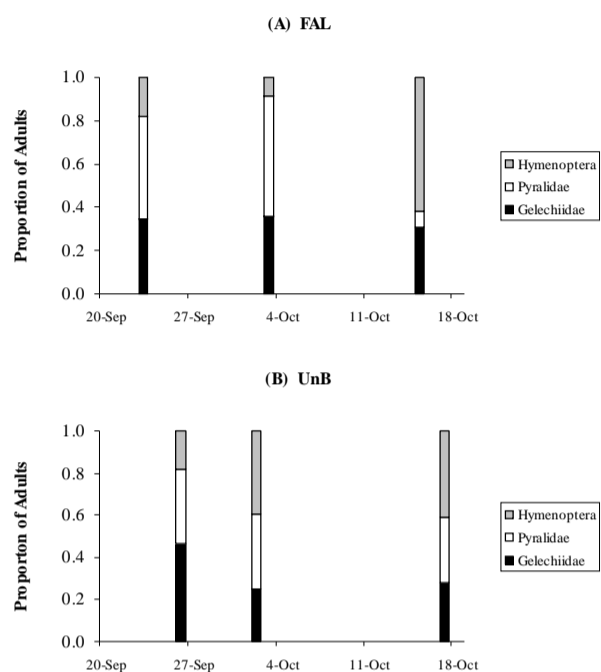 (A) FAL
Proportion of Adults
1.0
0.8
0.6
0.4
0.2
0.0
20-Sep 27-Sep 4-Oct 11-Oct 18-Oct
Hymenoptera
Pyralidae
Gelechiidae
(B) UnB
Proporton of Adults
1.0
0.8
0.6
0.4
0.2
0.0
20-Sep 27-Sep 4-Oct 11-Oct 18-Oct
Hymenoptera
Pyralidae
Gelechiidae